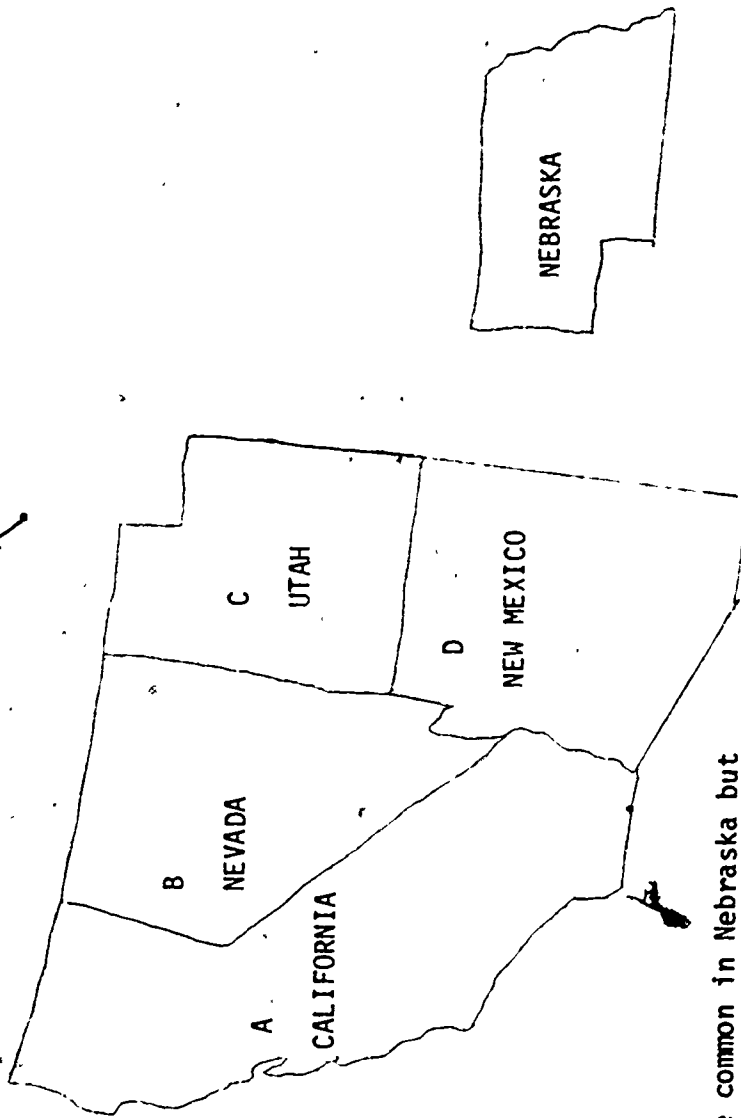 A
CALIFORNIA
B
NEVADA
C
UTAH
D
NEW MEXICO
NEBRASKA
common in Nebraska but